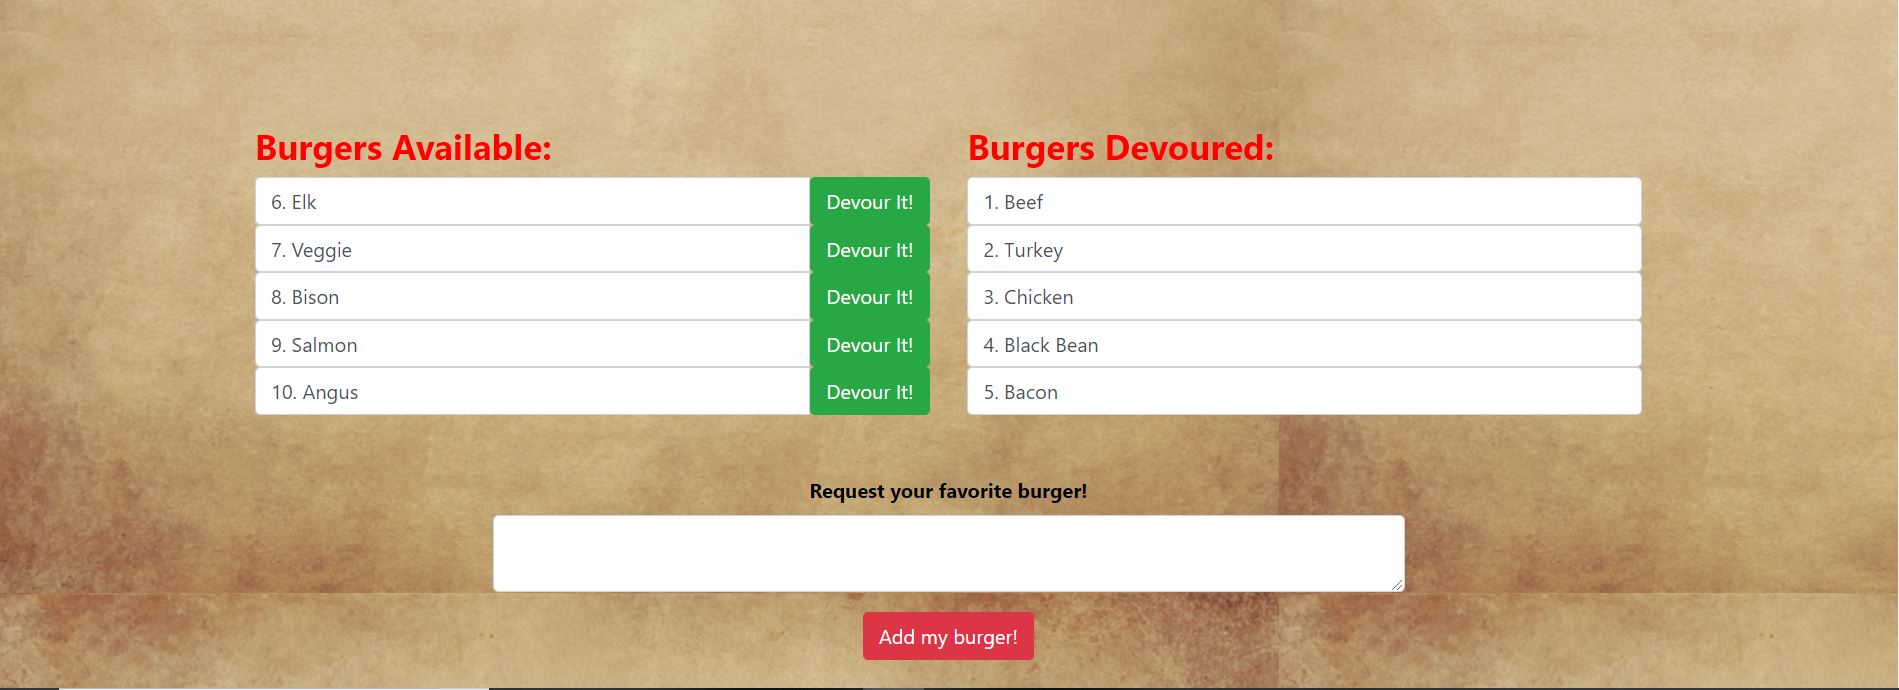 Burgers Available:
6. Elk
Devour It!
7. Veggie
Devour It!
8. Bison
Devour It!
9. Salmon
Devour It!
10. Angus
Devour It!
Burgers Devoured:
1. Beef
2. Turkey
3. Chicken
4. Black Bean
5. Bacon
Request your favorite burger!
Add my burger!